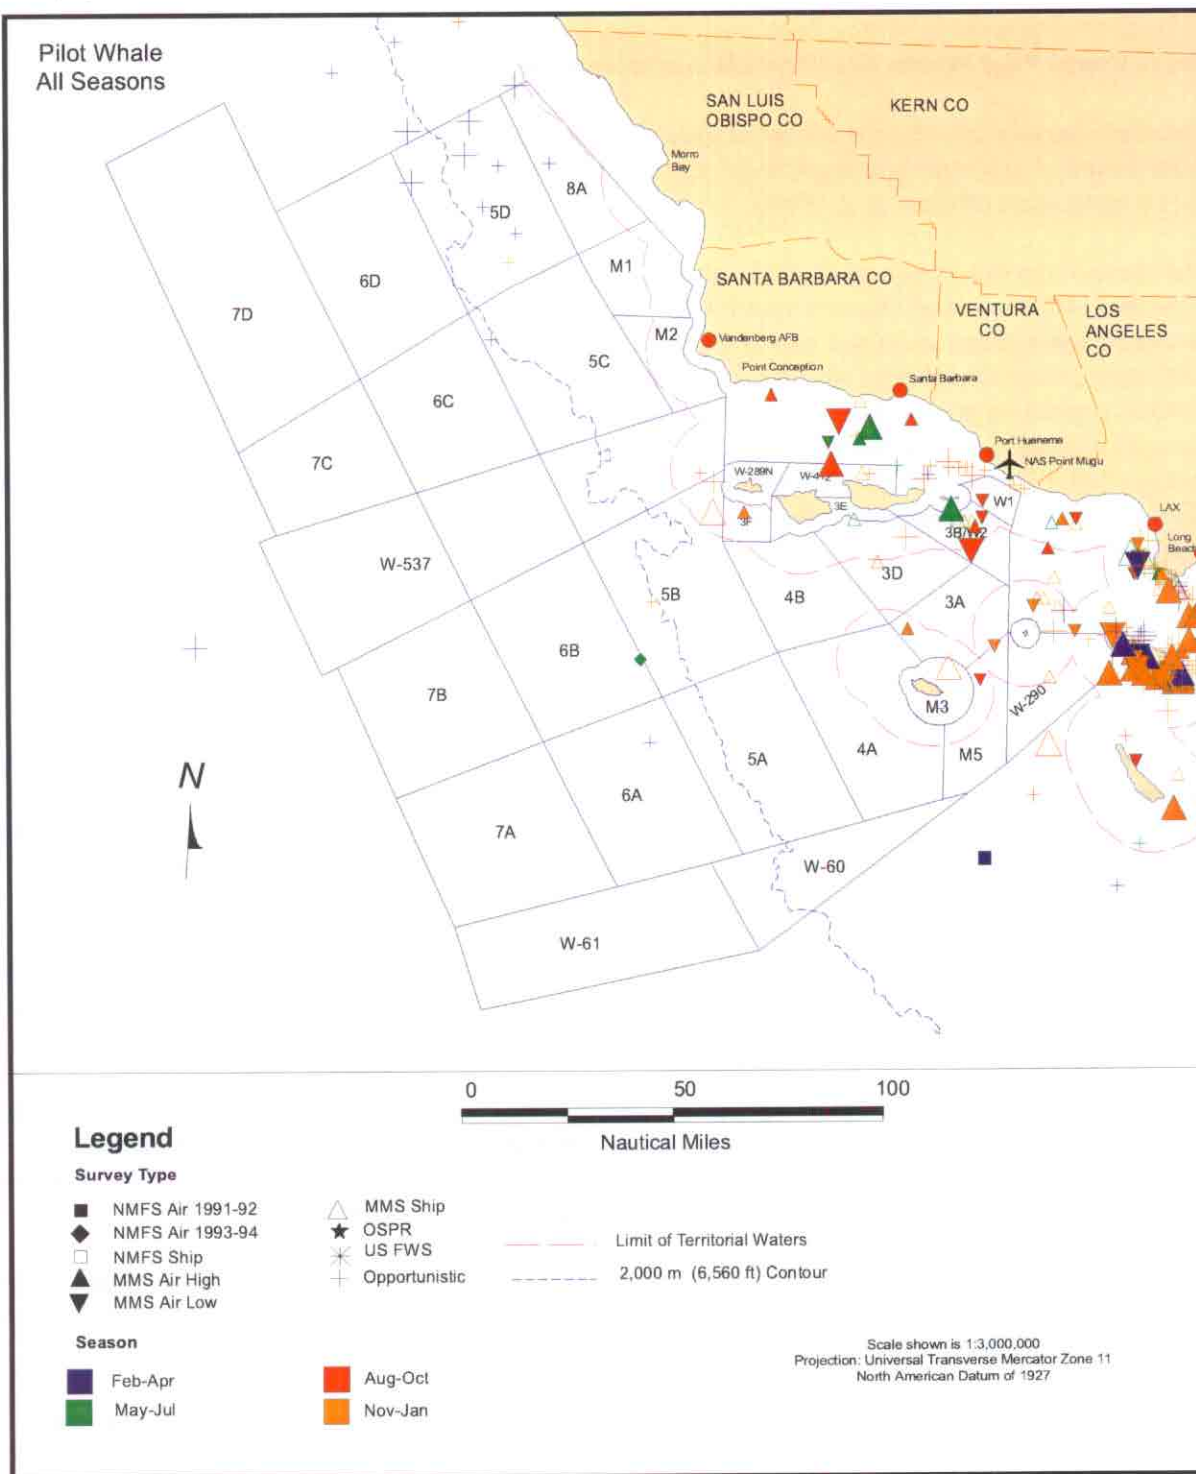 Pilot Whale
All Seasons
SAN LUIS
OBISPO CO
KERN CO
Morro
Bay
8A
5D
M1
6D
SANTA BARBARA CO
7D
VENTURA
CO
LOS
ANGELES
CO
M2
Vandenberg AFB
5C
Point Conception
Santa Barbara
6C
Port Hueneme
NAS Point Mugu
7C
W-289N
W-412
W1
3E
3F
LAX
3B/W2
Long
Beach
W-537
3D
5B
4B
3A
6B
7B
M3
W-290
N
4A
M5
5A
6A
7A
W-60
W-61
0 50 100
Nautical Miles
Legend
Survey Type
NMFS Air 1991-92
NMFS Air 1993-94
NMFS Ship
MMS Air High
MMS Air Low
MMS Ship
OSPR
US FWS
Opportunistic
Limit of Territorial Waters
2,000 m (6,560 ft) Contour
Season
Feb-Apr
May-Jul
Aug-Oct
Nov-Jan
Scale shown is 1:3,000,000
Projection: Universal Transverse Mercator Zone 11
North American Datum of 1927